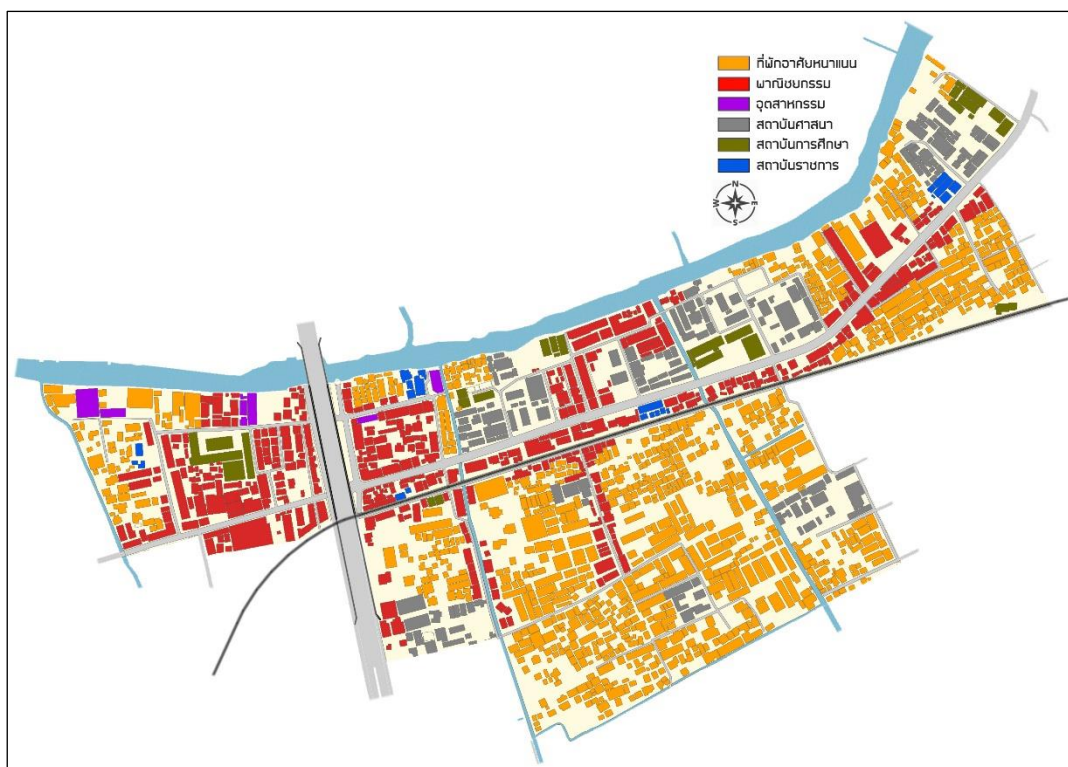 ที่พักอาศัยหนาแนน
พาณิชยกรรม
อุตสาหกรรม
สถาบันศาสนา
สถาบันการศึกษา
สถาบันราชการ
N
W E
S